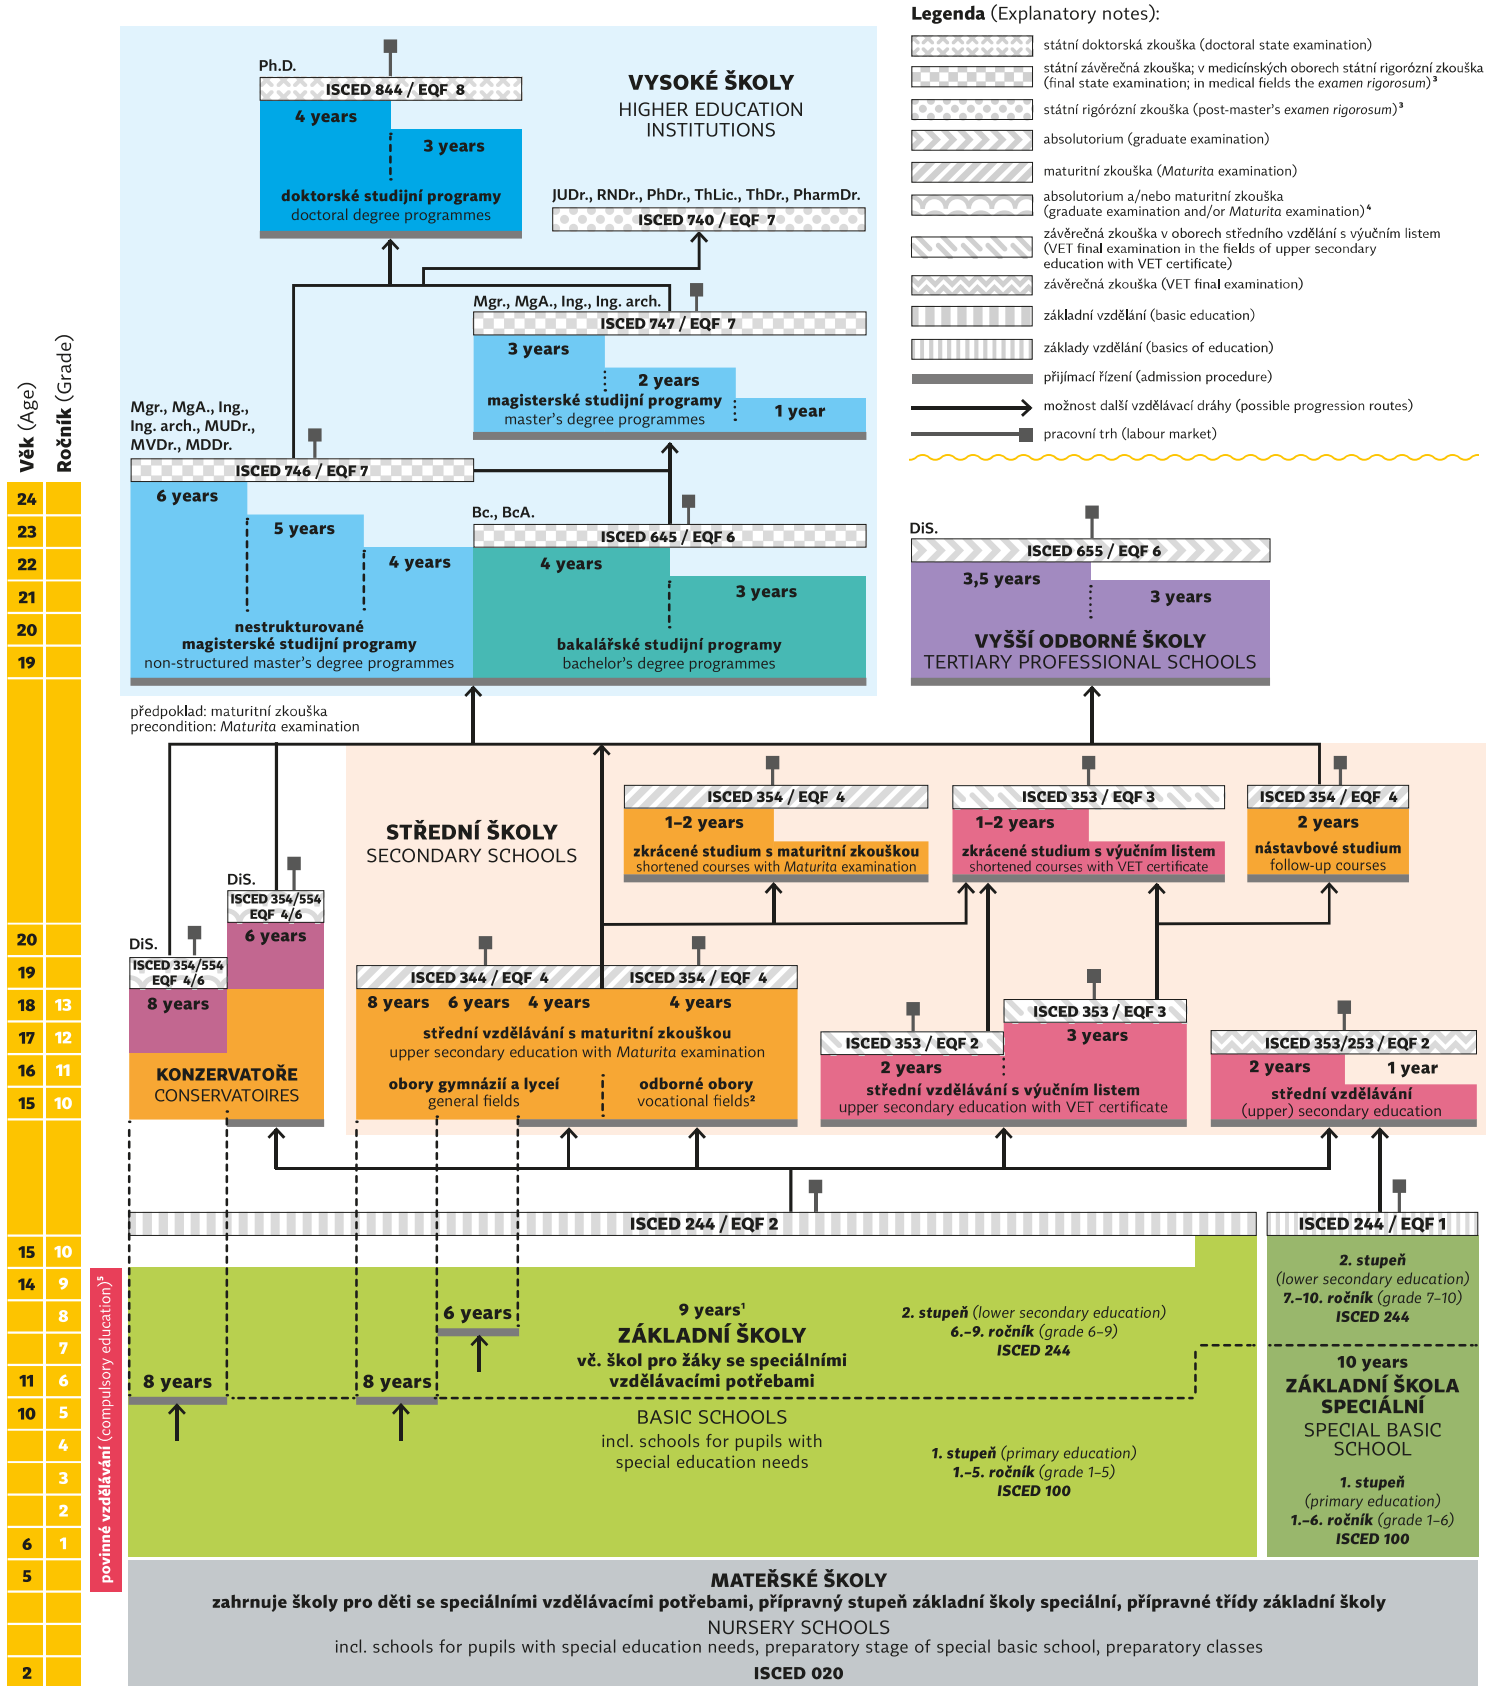 Legenda (Explanatory notes):
státní doktorská zkouška (doctoral state examination)
státní závěrečná zkouška; v medicínských oborech státní rigorózní zkouška
(final state examination; in medical fields the examen rigorosum)³
státní rigórózní zkouška (post-master's examen rigorosum)³
absolutorium (graduate examination)
maturitní zkouška (Maturita examination)
absolutorium a/nebo maturitní zkouška
(graduate examination and/or Maturita examination)⁴
závěrečná zkouška v oborech středního vzdělání s výučním listem
(VET final examination in the fields of upper secondary
education with VET certificate)
závěrečná zkouška (VET final examination)
základní vzdělání (basic education)
základy vzdělání (basics of education)
přijímací řízení (admission procedure)
možnost další vzdělávací dráhy (possible progression routes)
pracovní trh (labour market)
VYSOKÉ ŠKOLY
HIGHER EDUCATION
INSTITUTIONS
Ph.D.
ISCED 844 / EQF 8
4 years
3 years
doktorské studijní programy
doctoral degree programmes
JUDr., RNDr., PhDr., ThLic., ThDr., PharmDr.
ISCED 740 / EQF 7
Mgr., MgA., Ing., Ing. arch.
ISCED 747 / EQF 7
3 years
2 years
magisterské studijní programy
master's degree programmes
1 year
Mgr., MgA., Ing.,
Ing. arch., MUDr.,
MVDr., MDDr.
ISCED 746 / EQF 7
6 years
5 years
4 years
nestrukturované
magisterské studijní programy
non-structured master's degree programmes
Bc., BcA.
ISCED 645 / EQF 6
4 years
3 years
bakalářské studijní programy
bachelor's degree programmes
DiS.
ISCED 655 / EQF 6
3,5 years
3 years
VYŠŠÍ ODBORNÉ ŠKOLY
TERTIARY PROFESSIONAL SCHOOLS
předpoklad: maturitní zkouška
precondition: Maturita examination
STŘEDNÍ ŠKOLY
SECONDARY SCHOOLS
ISCED 354 / EQF 4
1–2 years
zkrácené studium s maturitní zkouškou
shortened courses with Maturita examination
ISCED 353 / EQF 3
1–2 years
zkrácené studium s výučním listem
shortened courses with VET certificate
ISCED 354 / EQF 4
2 years
nástavbové studium
follow-up courses
DiS.
ISCED 354/554
EQF 4/6
6 years
DiS.
ISCED 354/554
EQF 4/6
8 years
KONZERVATOŘE
CONSERVATOIRES
ISCED 344 / EQF 4
ISCED 354 / EQF 4
8 years
6 years
4 years
4 years
střední vzdělávání s maturitní zkouškou
upper secondary education with Maturita examination
obory gymnázií a lyceí
general fields
odborné obory
vocational fields²
ISCED 353 / EQF 2
2 years
ISCED 353 / EQF 3
3 years
střední vzdělávání s výučním listem
upper secondary education with VET certificate
ISCED 353/253 / EQF 2
2 years
1 year
střední vzdělávání
(upper) secondary education
ISCED 244 / EQF 2
ISCED 244 / EQF 1
8 years
8 years
6 years
9 years¹
ZÁKLADNÍ ŠKOLY
vč. škol pro žáky se speciálními
vzdělávacími potřebami
BASIC SCHOOLS
incl. schools for pupils with
special education needs
2. stupeň (lower secondary education)
6.–9. ročník (grade 6–9)
ISCED 244
1. stupeň (primary education)
1.–5. ročník (grade 1–5)
ISCED 100
2. stupeň
(lower secondary education)
7.–10. ročník (grade 7–10)
ISCED 244
10 years
ZÁKLADNÍ ŠKOLA
SPECIÁLNÍ
SPECIAL BASIC
SCHOOL
1. stupeň
(primary education)
1.–6. ročník (grade 1–6)
ISCED 100
MATEŘSKÉ ŠKOLY
zahrnuje školy pro děti se speciálními vzdělávacími potřebami, přípravný stupeň základní školy speciální, přípravné třídy základní školy
NURSERY SCHOOLS
incl. schools for pupils with special education needs, preparatory stage of special basic school, preparatory classes
ISCED 020
Věk (Age)
Ročník (Grade)
24
23
22
21
20
19
20
19
18 13
17 12
16 11
15 10
15 10
14 9
8
7
11 6
10 5
4
3
2
6 1
5
2
povinné vzdělávání (compulsory education)⁵